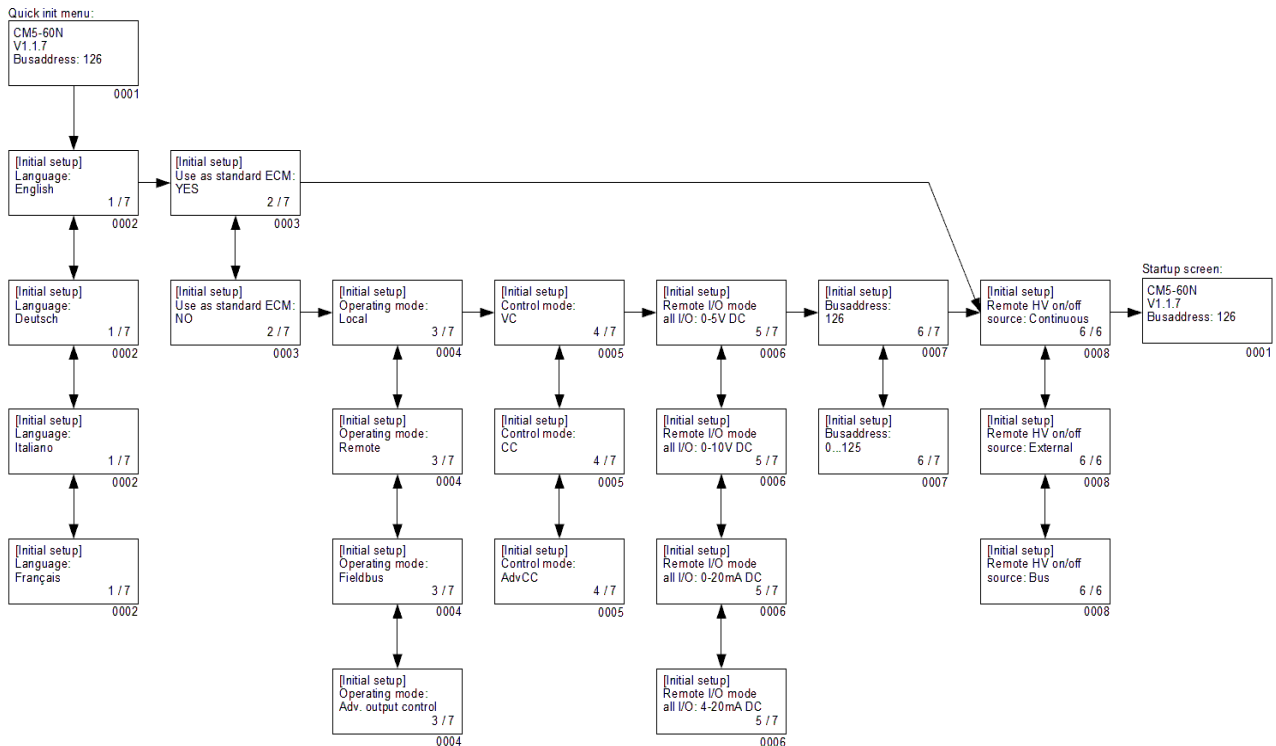 Quick init menu:
CM5-60N
V1.1.7
Busaddress: 126
0001
[Initial setup]
Language:
English
1 / 7
0002
[Initial setup]
Use as standard ECM:
YES
2 / 7
0003
[Initial setup]
Language:
Deutsch
1 / 7
0002
[Initial setup]
Use as standard ECM:
NO
2 / 7
0003
[Initial setup]
Operating mode:
Local
3 / 7
0004
[Initial setup]
Control mode:
VC
4 / 7
0005
[Initial setup]
Remote I/O mode
all I/O: 0-5V DC
5 / 7
0006
[Initial setup]
Busaddress:
126
6 / 7
0007
[Initial setup]
Remote HV on/off
source: Continuous
6 / 6
0008
Startup screen:
CM5-60N
V1.1.7
Busaddress: 126
0001
[Initial setup]
Language:
Italiano
1 / 7
0002
[Initial setup]
Operating mode:
Remote
3 / 7
0004
[Initial setup]
Control mode:
CC
4 / 7
0005
[Initial setup]
Remote I/O mode
all I/O: 0-10V DC
5 / 7
0006
[Initial setup]
Busaddress:
0...125
6 / 7
0007
[Initial setup]
Remote HV on/off
source: External
6 / 6
0008
[Initial setup]
Language:
Français
1 / 7
0002
[Initial setup]
Operating mode:
Fieldbus
3 / 7
0004
[Initial setup]
Control mode:
AdvCC
4 / 7
0005
[Initial setup]
Remote I/O mode
all I/O: 0-20mA DC
5 / 7
0006
[Initial setup]
Remote HV on/off
source: Bus
6 / 6
0008
[Initial setup]
Operating mode:
Adv. output control
3 / 7
0004
[Initial setup]
Remote I/O mode
all I/O: 4-20mA DC
5 / 7
0006